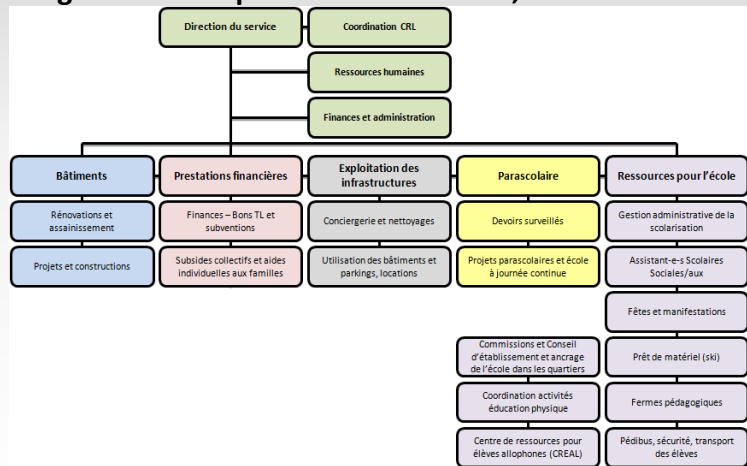 Direction du service
Coordination CRL
Ressources humaines
Finances et administration
Bâtiments
Prestations financières
Exploitation des
infrastructures
Parascolaire
Ressources pour l'école
Rénovations et
assainissement
Finances – Bons TL et
subventions
Conciergerie et nettoyages
Devoirs surveillés
Gestion administrative de la
scolarisation
Projets et constructions
Subsides collectifs et aides
individuelles aux familles
Utilisation des bâtiments et
parkings, locations
Projets parascolaires et école
à journée continue
Assistant-e-s Scolaires
Sociales/aux
Fêtes et manifestations
Commissions et Conseil
d'établissement et ancrage
de l'école dans les quartiers
Prêt de matériel (ski)
Coordination activités
éducation physique
Fermes pédagogiques
Centre de ressources pour
élèves allophones (CREAL)
Pédibus, sécurité, transport
des élèves